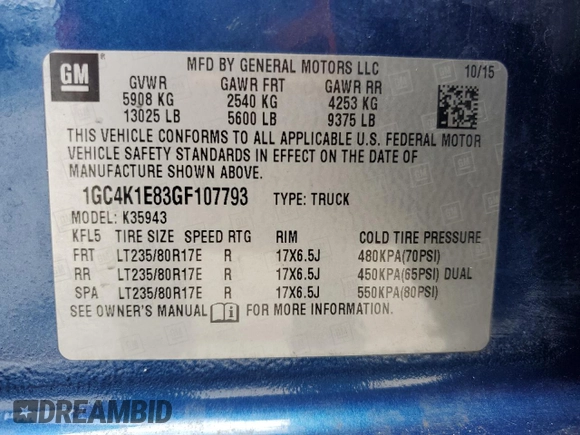 GM
MFD BY GENERAL MOTORS LLC 10/15
GVWR GAWR FRT GAWR RR
5908 KG 2540 KG 4253 KG
13025 LB 5600 LB 9375 LB
THIS VEHICLE CONFORMS TO ALL APPLICABLE U.S. FEDERAL MOTOR
VEHICLE SAFETY STANDARDS IN EFFECT ON THE DATE OF
MANUFACTURE SHOWN ABOVE.
1GC4K1E83GF107793 TYPE: TRUCK
MODEL: K35943
KFL5 TIRE SIZE SPEED RTG RIM COLD TIRE PRESSURE
FRT LT235/80R17E R 17X6.5J 480KPA(70PSI)
RR LT235/80R17E R 17X6.5J 450KPA(65PSI) DUAL
SPA LT235/80R17E R 17X6.5J 550KPA(80PSI)
SEE OWNER'S MANUAL FOR MORE INFORMATION.
DREAMBID